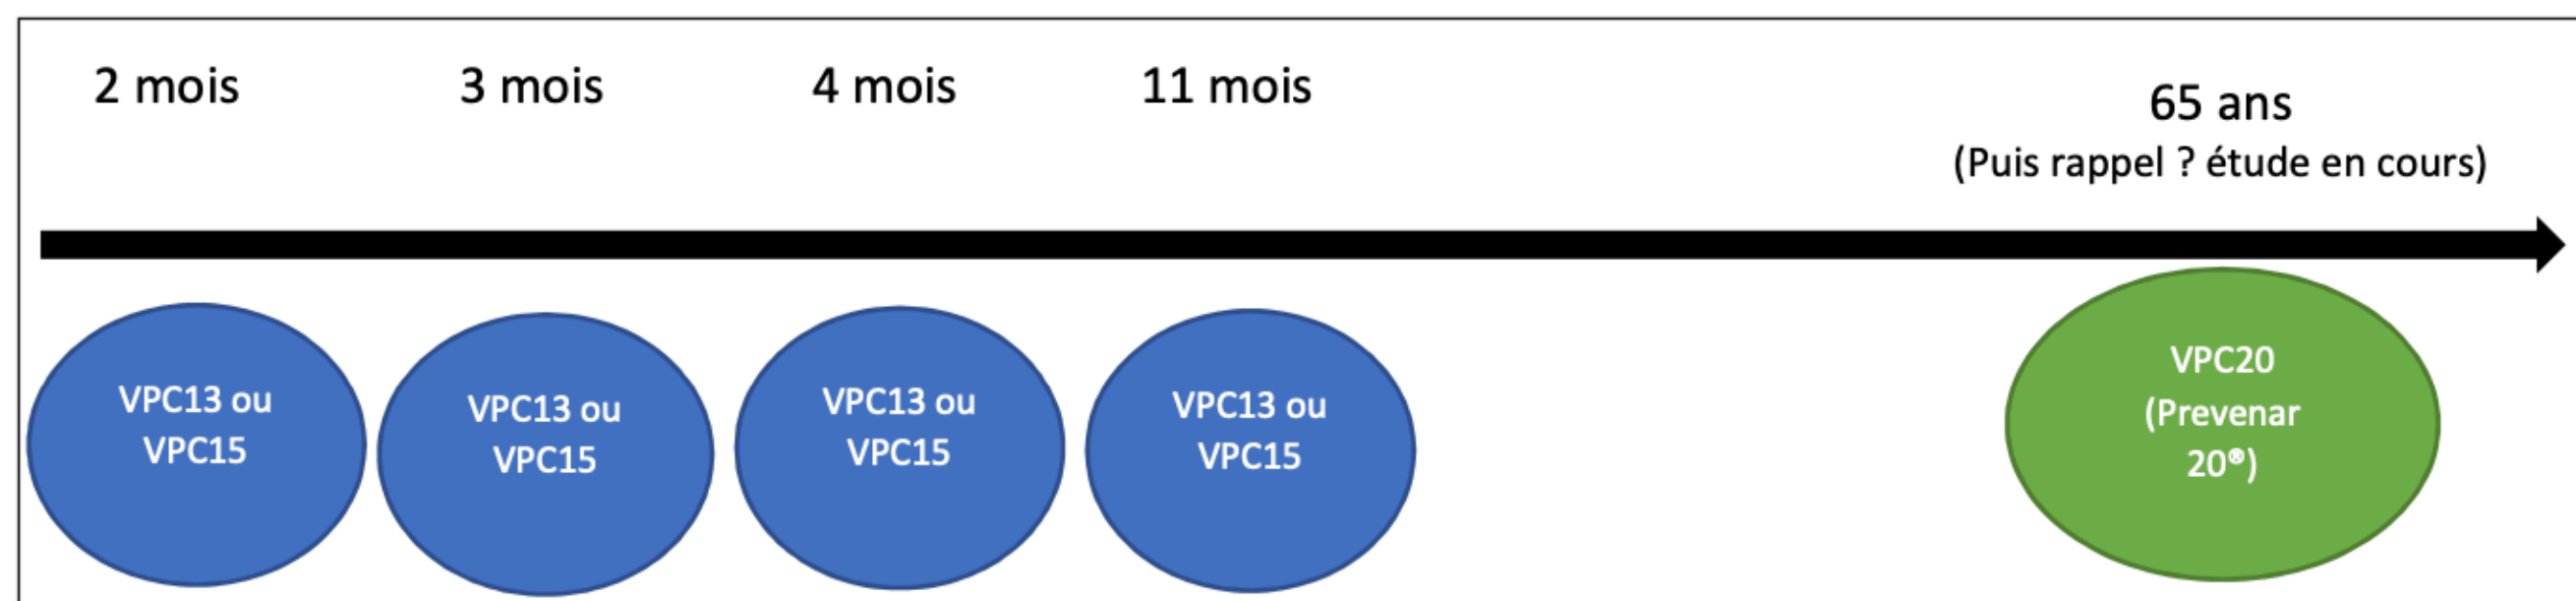 2 mois
3 mois
4 mois
11 mois
65 ans
(Puis rappel ? étude en cours)
VPC13 ou
VPC15
VPC13 ou
VPC15
VPC13 ou
VPC15
VPC13 ou
VPC15
VPC20
(Prevenar
20®)